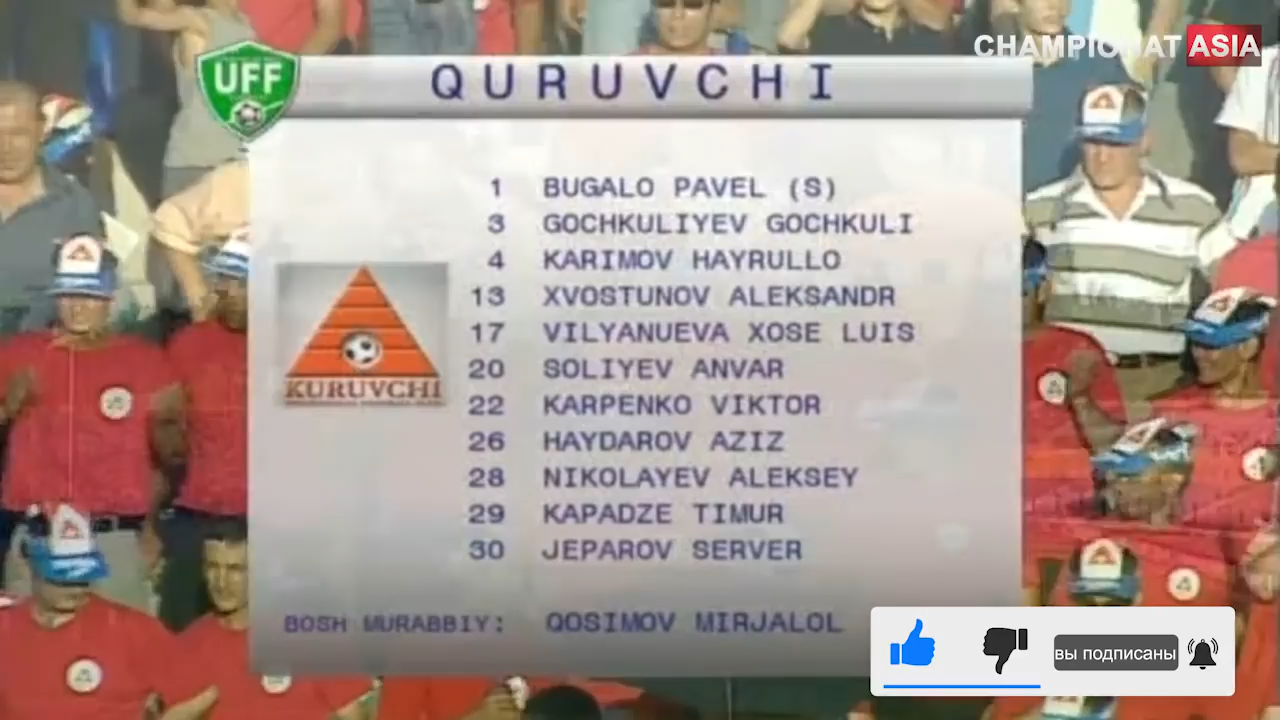 CHAMPIONAT ASIA
UFF
QURUVCHI
1 BUGALO PAVEL (S)
3 GOCHKULIYEV GOCHKULI
4 KARIMOV HAYRULLO
13 XVOSTUNOV ALEKSANDR
17 VILYANUEVA XOSE LUIS
20 SOLIYEV ANVAR
22 KARPENKO VIKTOR
26 HAYDAROV AZIZ
28 NIKOLAYEV ALEKSEY
29 KAPADZE TIMUR
30 JEPAROV SERVER
KURUVCHI
BOSH MURABBIY: QOSIMOV MIRJALOL
вы подписаны